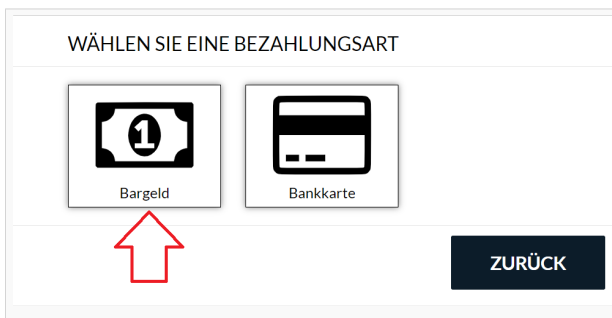 WÄHLEN SIE EINE BEZAHLUNGSART
1
Bargeld
Bankkarte
ZURÜCK